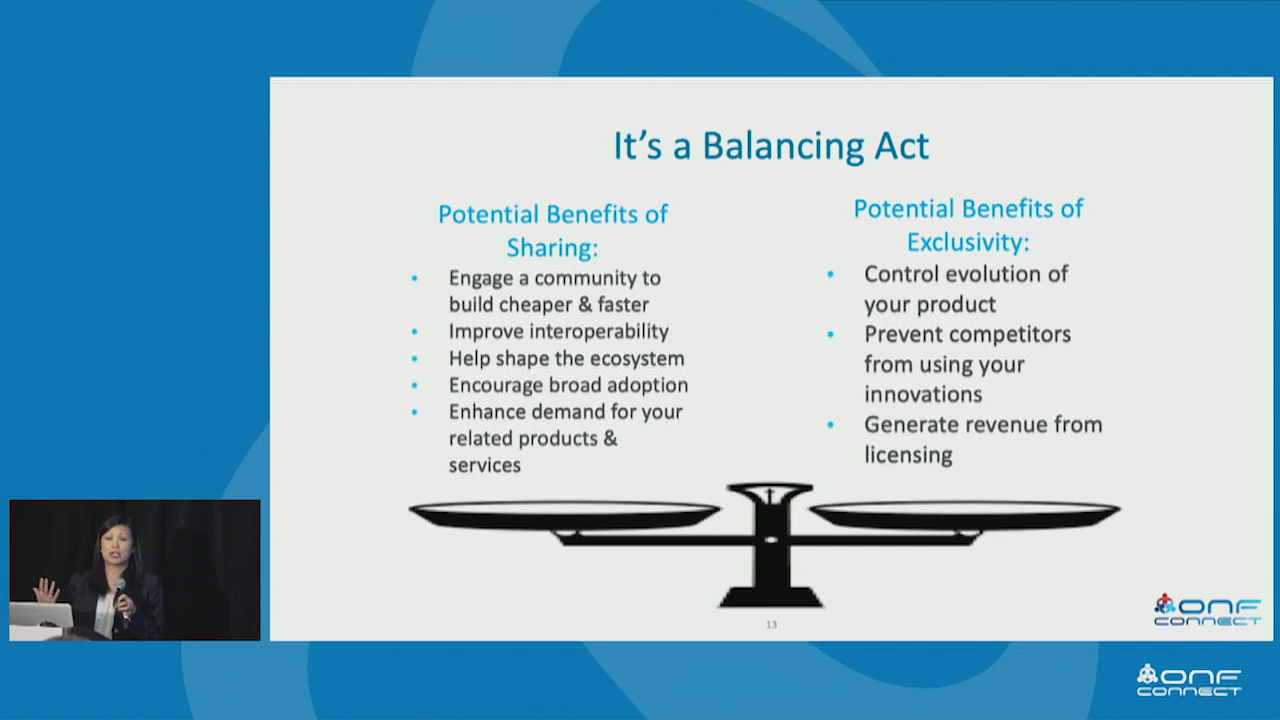 It's a Balancing Act
Potential Benefits of
Sharing:
• Engage a community to
build cheaper & faster
• Improve interoperability
• Help shape the ecosystem
• Encourage broad adoption
• Enhance demand for your
related products &
services
Potential Benefits of
Exclusivity:
• Control evolution of
your product
• Prevent competitors
from using your
innovations
• Generate revenue from
licensing
13
ONF
CONNECT
ONF
CONNECT